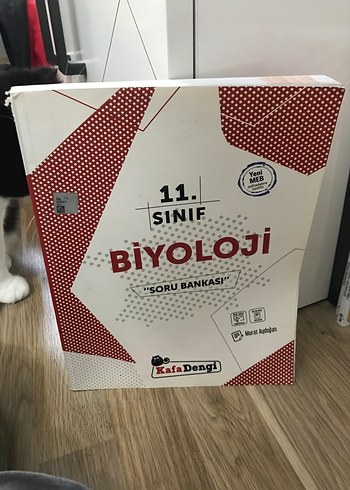 Yeni
MEB
11.
SINIF
BİYOLOJİ
"SORU BANKASI"
Murat Aydoğan
KafaDengi